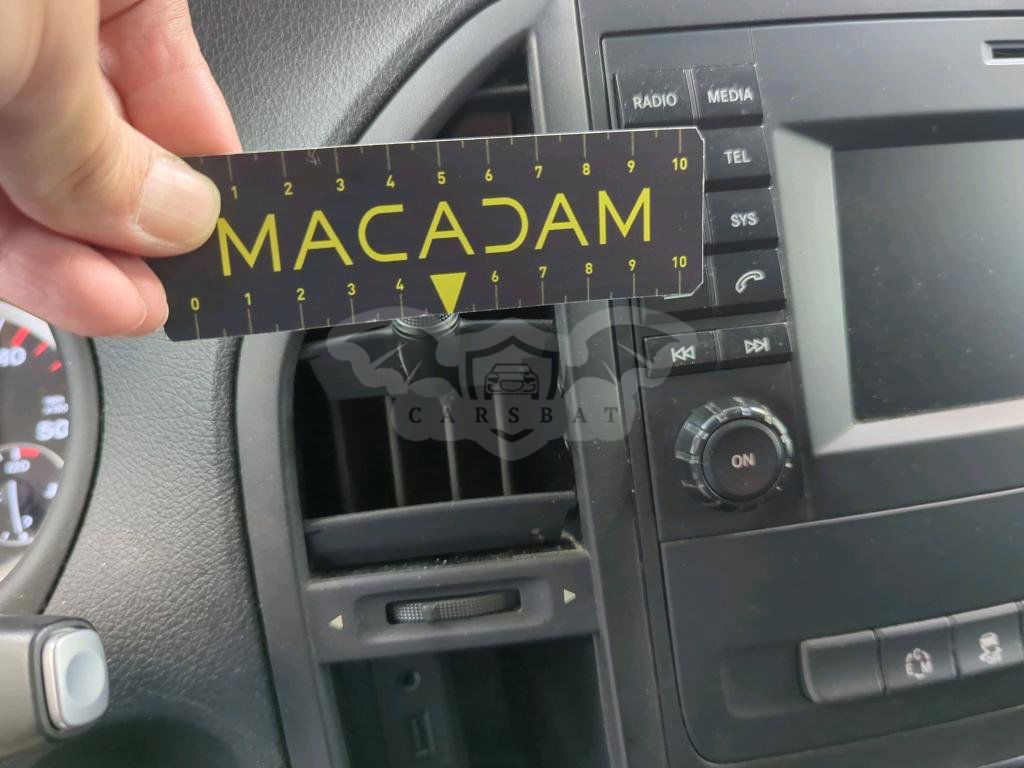 RADIO MEDIA
1 2 3 4 5 6 7 8 9 10
TEL
MACADAM
SYS
0 1 2 3 4 6 7 8 9 10
CARSBAT
ON